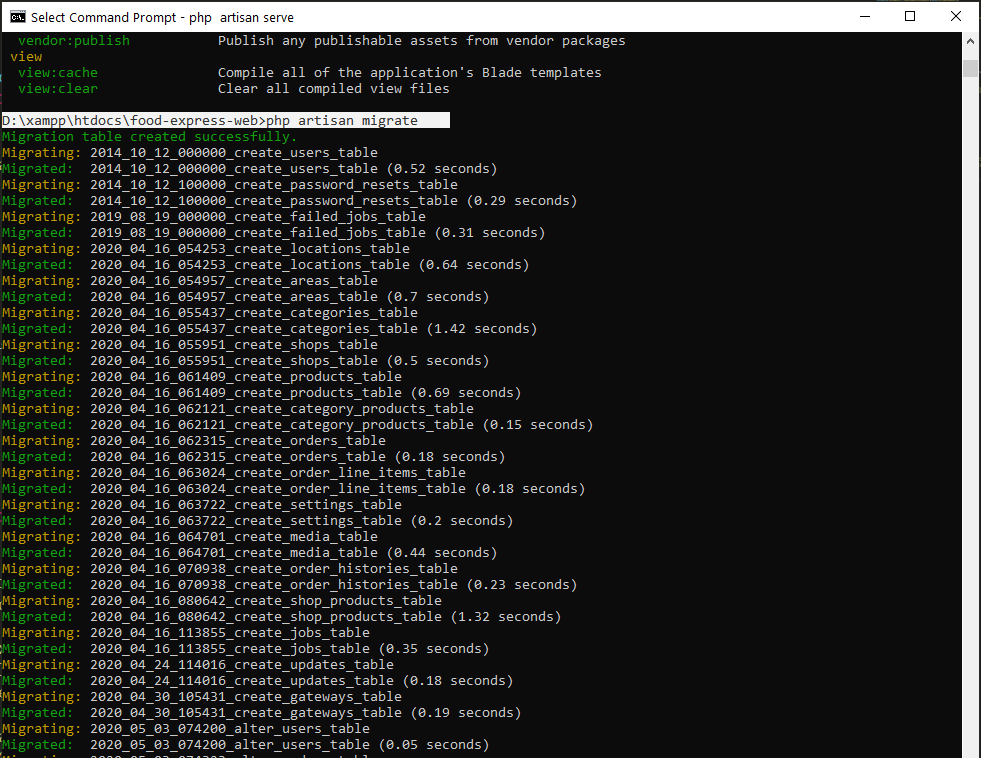 Select Command Prompt - php  artisan serve
vendor:publish           Publish any publishable assets from vendor packages
view
view:cache               Compile all of the application's Blade templates
view:clear               Clear all compiled view files
D:\xampp\htdocs\food-express-web>php artisan migrate
Migration table created successfully.
Migrating: 2014_10_12_000000_create_users_table
Migrated:  2014_10_12_000000_create_users_table (0.52 seconds)
Migrating: 2014_10_12_100000_create_password_resets_table
Migrated:  2014_10_12_100000_create_password_resets_table (0.29 seconds)
Migrating: 2019_08_19_000000_create_failed_jobs_table
Migrated:  2019_08_19_000000_create_failed_jobs_table (0.31 seconds)
Migrating: 2020_04_16_054253_create_locations_table
Migrated:  2020_04_16_054253_create_locations_table (0.64 seconds)
Migrating: 2020_04_16_054957_create_areas_table
Migrated:  2020_04_16_054957_create_areas_table (0.7 seconds)
Migrating: 2020_04_16_055437_create_categories_table
Migrated:  2020_04_16_055437_create_categories_table (1.42 seconds)
Migrating: 2020_04_16_055951_create_shops_table
Migrated:  2020_04_16_055951_create_shops_table (0.5 seconds)
Migrating: 2020_04_16_061409_create_products_table
Migrated:  2020_04_16_061409_create_products_table (0.69 seconds)
Migrating: 2020_04_16_062121_create_category_products_table
Migrated:  2020_04_16_062121_create_category_products_table (0.15 seconds)
Migrating: 2020_04_16_062315_create_orders_table
Migrated:  2020_04_16_062315_create_orders_table (0.18 seconds)
Migrating: 2020_04_16_063024_create_order_line_items_table
Migrated:  2020_04_16_063024_create_order_line_items_table (0.18 seconds)
Migrating: 2020_04_16_063722_create_settings_table
Migrated:  2020_04_16_063722_create_settings_table (0.2 seconds)
Migrating: 2020_04_16_064701_create_media_table
Migrated:  2020_04_16_064701_create_media_table (0.44 seconds)
Migrating: 2020_04_16_070938_create_order_histories_table
Migrated:  2020_04_16_070938_create_order_histories_table (0.23 seconds)
Migrating: 2020_04_16_080642_create_shop_products_table
Migrated:  2020_04_16_080642_create_shop_products_table (1.32 seconds)
Migrating: 2020_04_16_113855_create_jobs_table
Migrated:  2020_04_16_113855_create_jobs_table (0.35 seconds)
Migrating: 2020_04_24_114016_create_updates_table
Migrated:  2020_04_24_114016_create_updates_table (0.18 seconds)
Migrating: 2020_04_30_105431_create_gateways_table
Migrated:  2020_04_30_105431_create_gateways_table (0.19 seconds)
Migrating: 2020_05_03_074200_alter_users_table
Migrated:  2020_05_03_074200_alter_users_table (0.05 seconds)